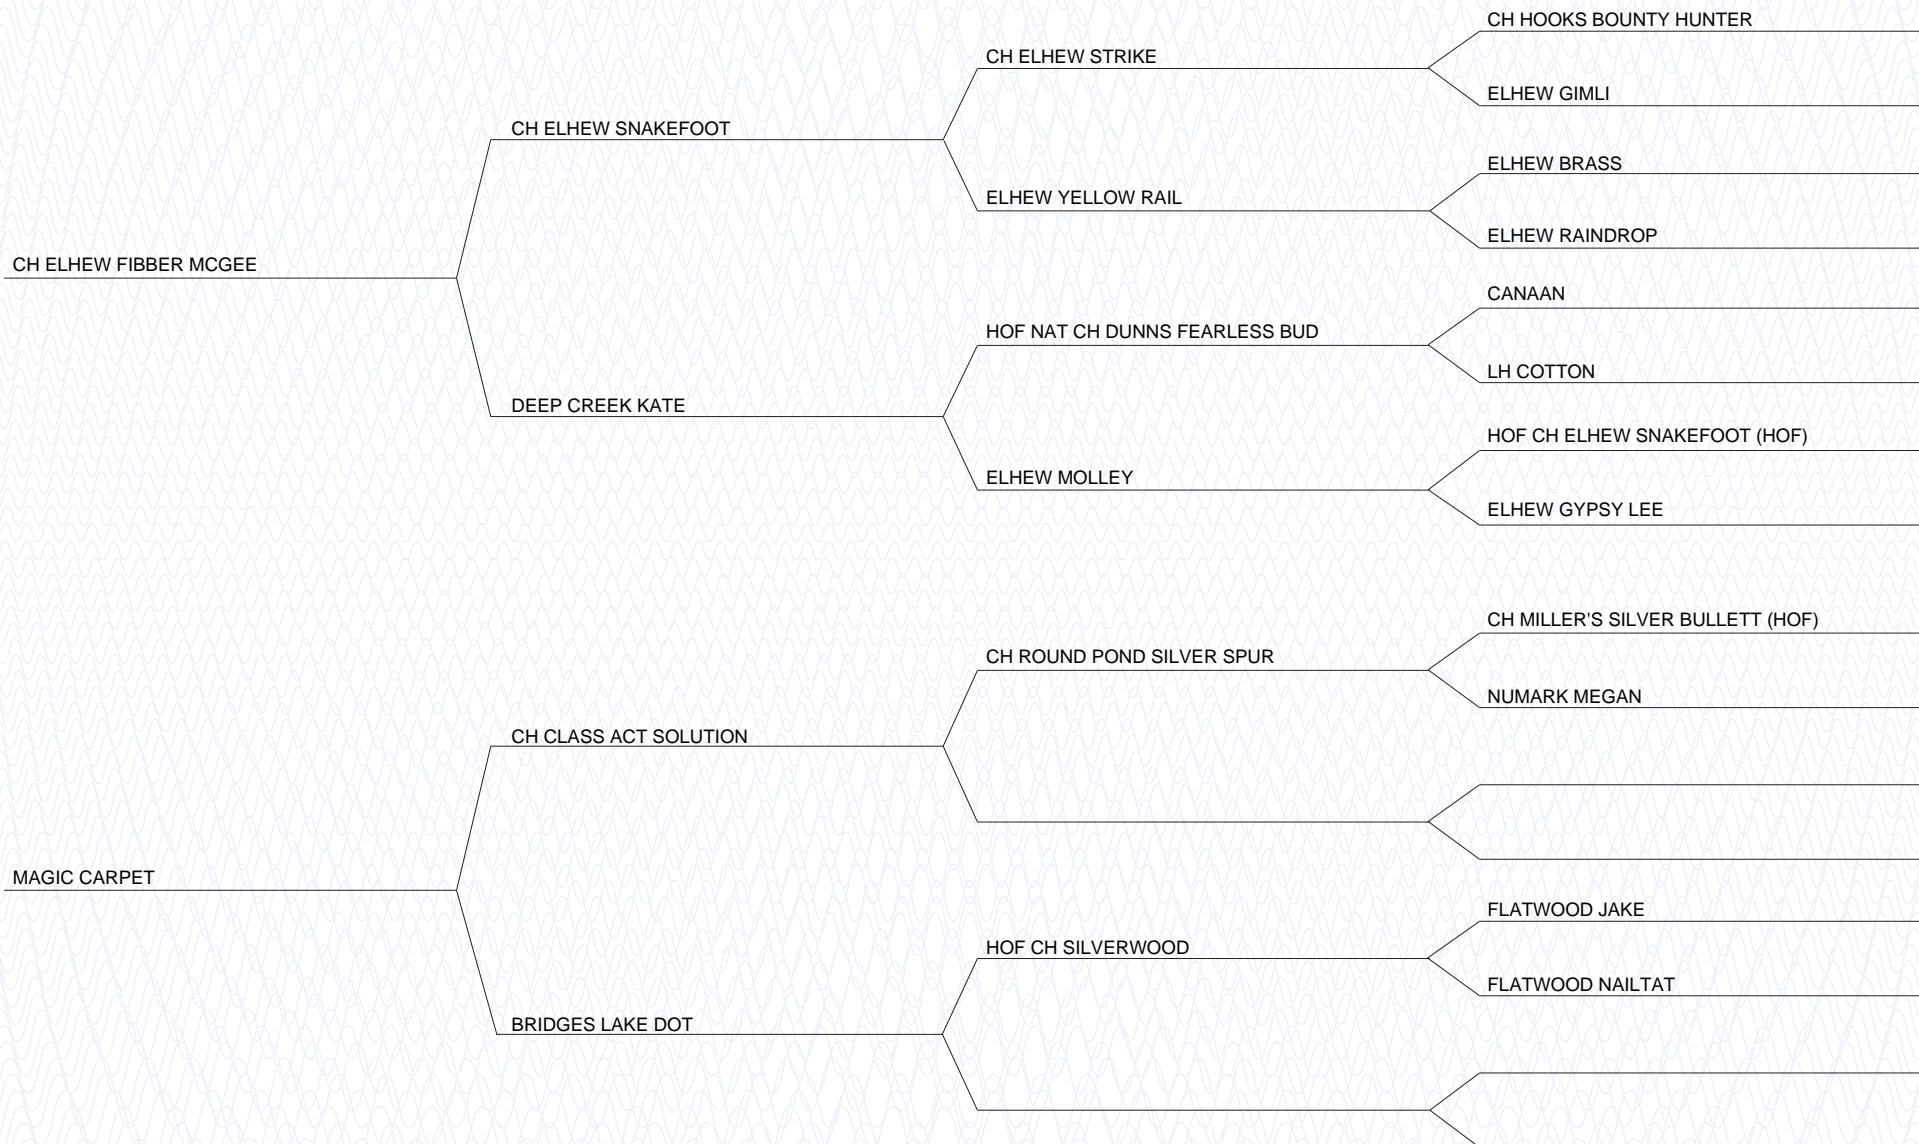 CH HOOKS BOUNTY HUNTER
CH ELHEW STRIKE
ELHEW GIMLI
CH ELHEW SNAKEFOOT
ELHEW BRASS
ELHEW YELLOW RAIL
ELHEW RAINDROP
CH ELHEW FIBBER MCGEE
CANAAN
HOF NAT CH DUNNS FEARLESS BUD
LH COTTON
DEEP CREEK KATE
HOF CH ELHEW SNAKEFOOT (HOF)
ELHEW MOLLEY
ELHEW GYPSY LEE
CH MILLER'S SILVER BULLETT (HOF)
CH ROUND POND SILVER SPUR
NUMARK MEGAN
CH CLASS ACT SOLUTION
MAGIC CARPET
FLATWOOD JAKE
HOF CH SILVERWOOD
FLATWOOD NAILTAT
BRIDGES LAKE DOT